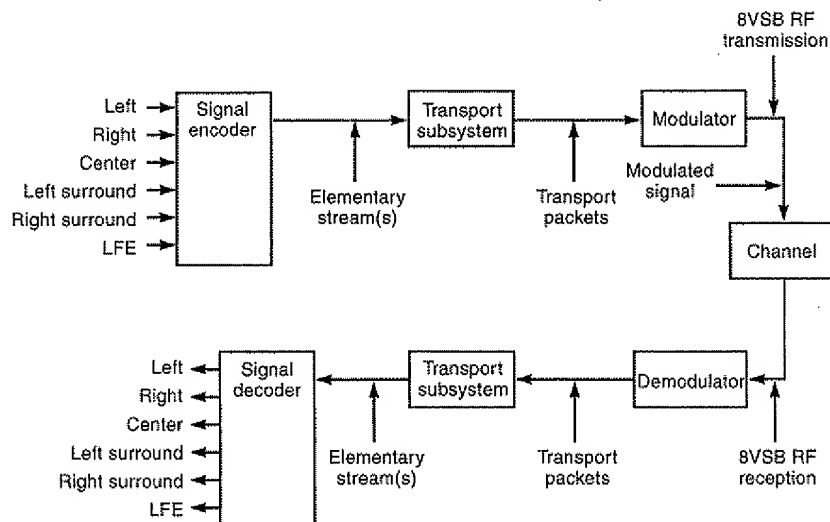 8VSB RF
transmission
Left
Right
Center
Left surround
Right surround
LFE
Signal
encoder
Transport
subsystem
Modulator
Elementary
stream(s)
Transport
packets
Modulated
signal
Channel
Left
Right
Center
Left surround
Right surround
LFE
Signal
decoder
Transport
subsystem
Demodulator
Elementary
stream(s)
Transport
packets
8VSB RF
reception